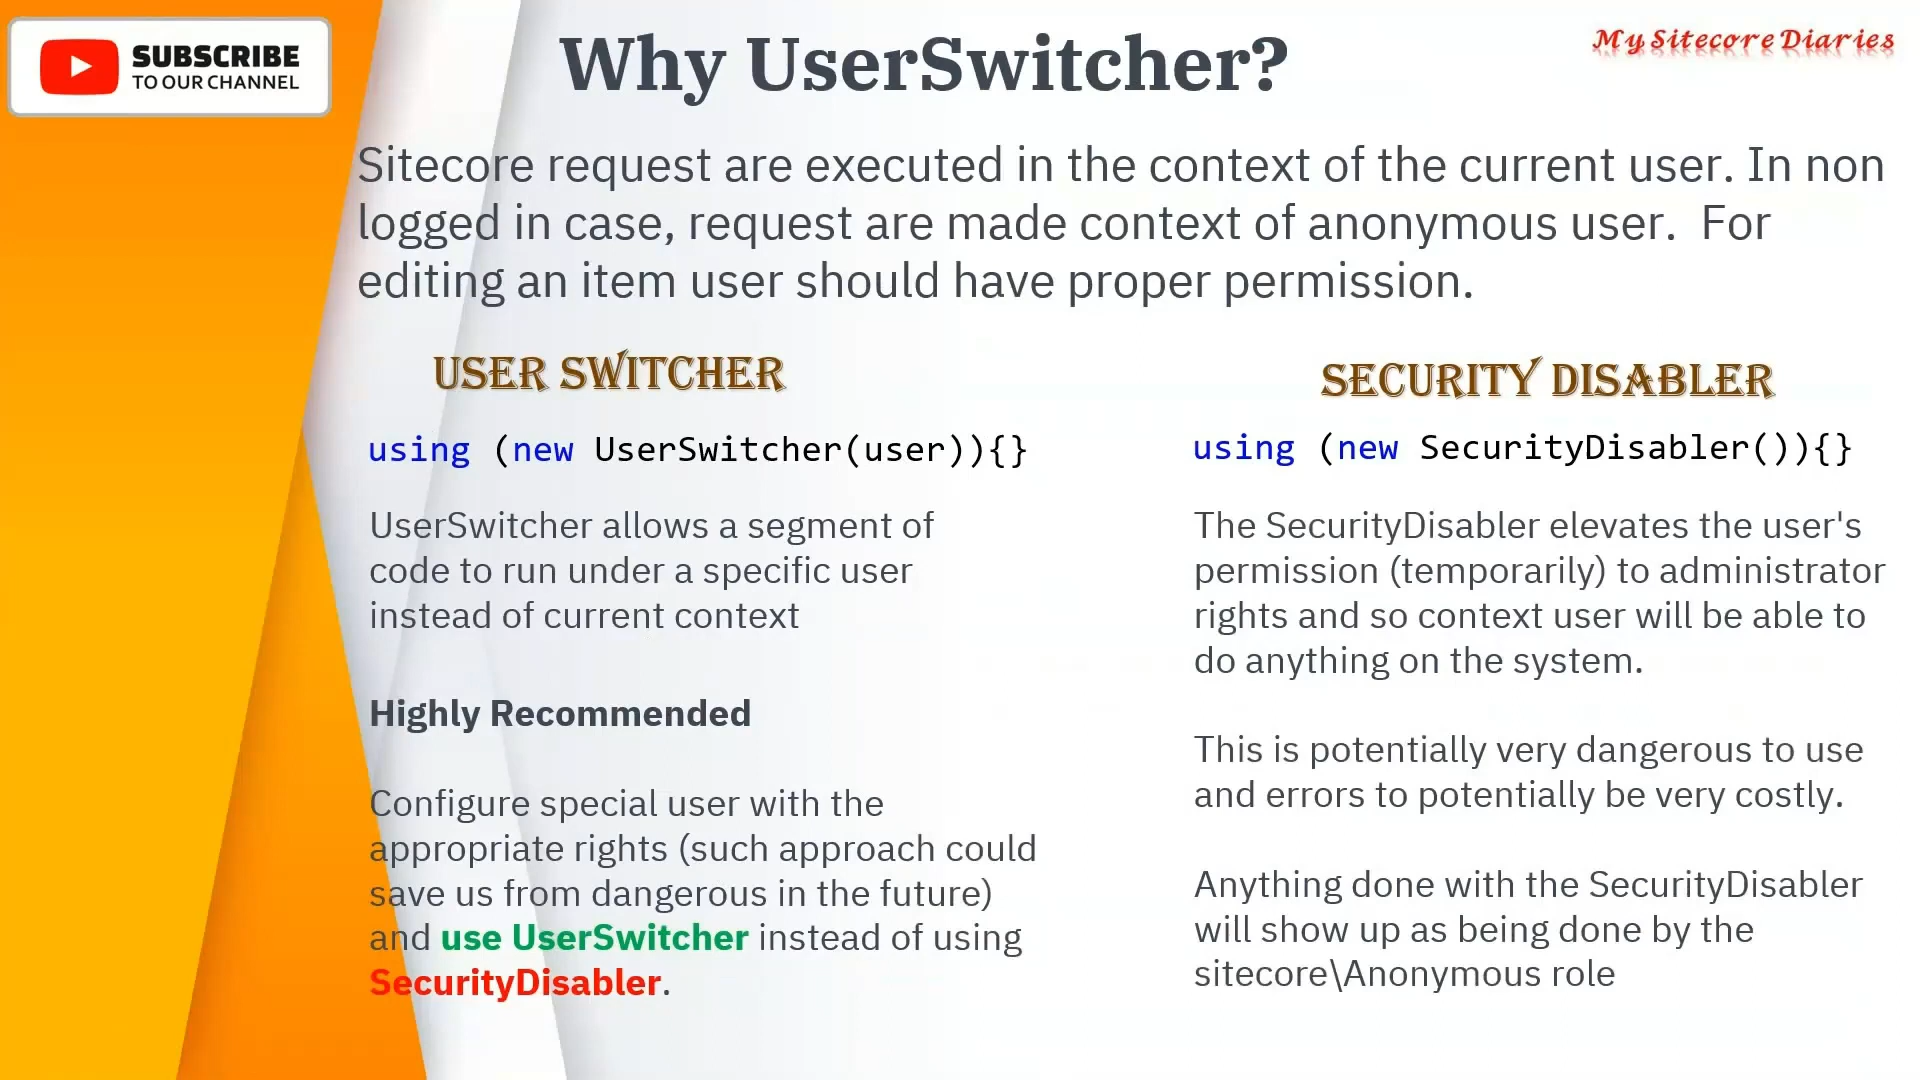 SUBSCRIBE
TO OUR CHANNEL
Why UserSwitcher?
My Sitecore Diaries
Sitecore request are executed in the context of the current user. In non
logged in case, request are made context of anonymous user.  For
editing an item user should have proper permission.
USER SWITCHER
using (new UserSwitcher(user)){}
UserSwitcher allows a segment of
code to run under a specific user
instead of current context
Highly Recommended
Configure special user with the
appropriate rights (such approach could
save us from dangerous in the future)
and use UserSwitcher instead of using
SecurityDisabler.
SECURITY DISABLER
using (new SecurityDisabler()){}
The SecurityDisabler elevates the user's
permission (temporarily) to administrator
rights and so context user will be able to
do anything on the system.
This is potentially very dangerous to use
and errors to potentially be very costly.
Anything done with the SecurityDisabler
will show up as being done by the
sitecore\Anonymous role